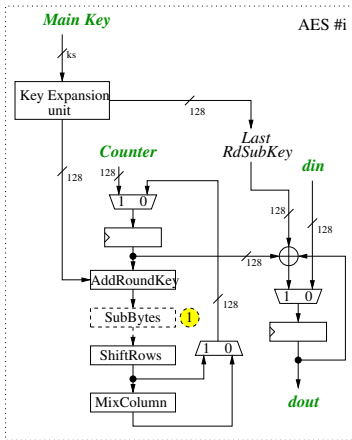 Main Key
AES #i
ks
Key Expansion
unit
128
Last
RdSubKey
Counter
din
128
128
128
1 0
128
128
128
AddRoundKey
SubBytes
1
128
1 0
1 0
ShiftRows
MixColumn
dout